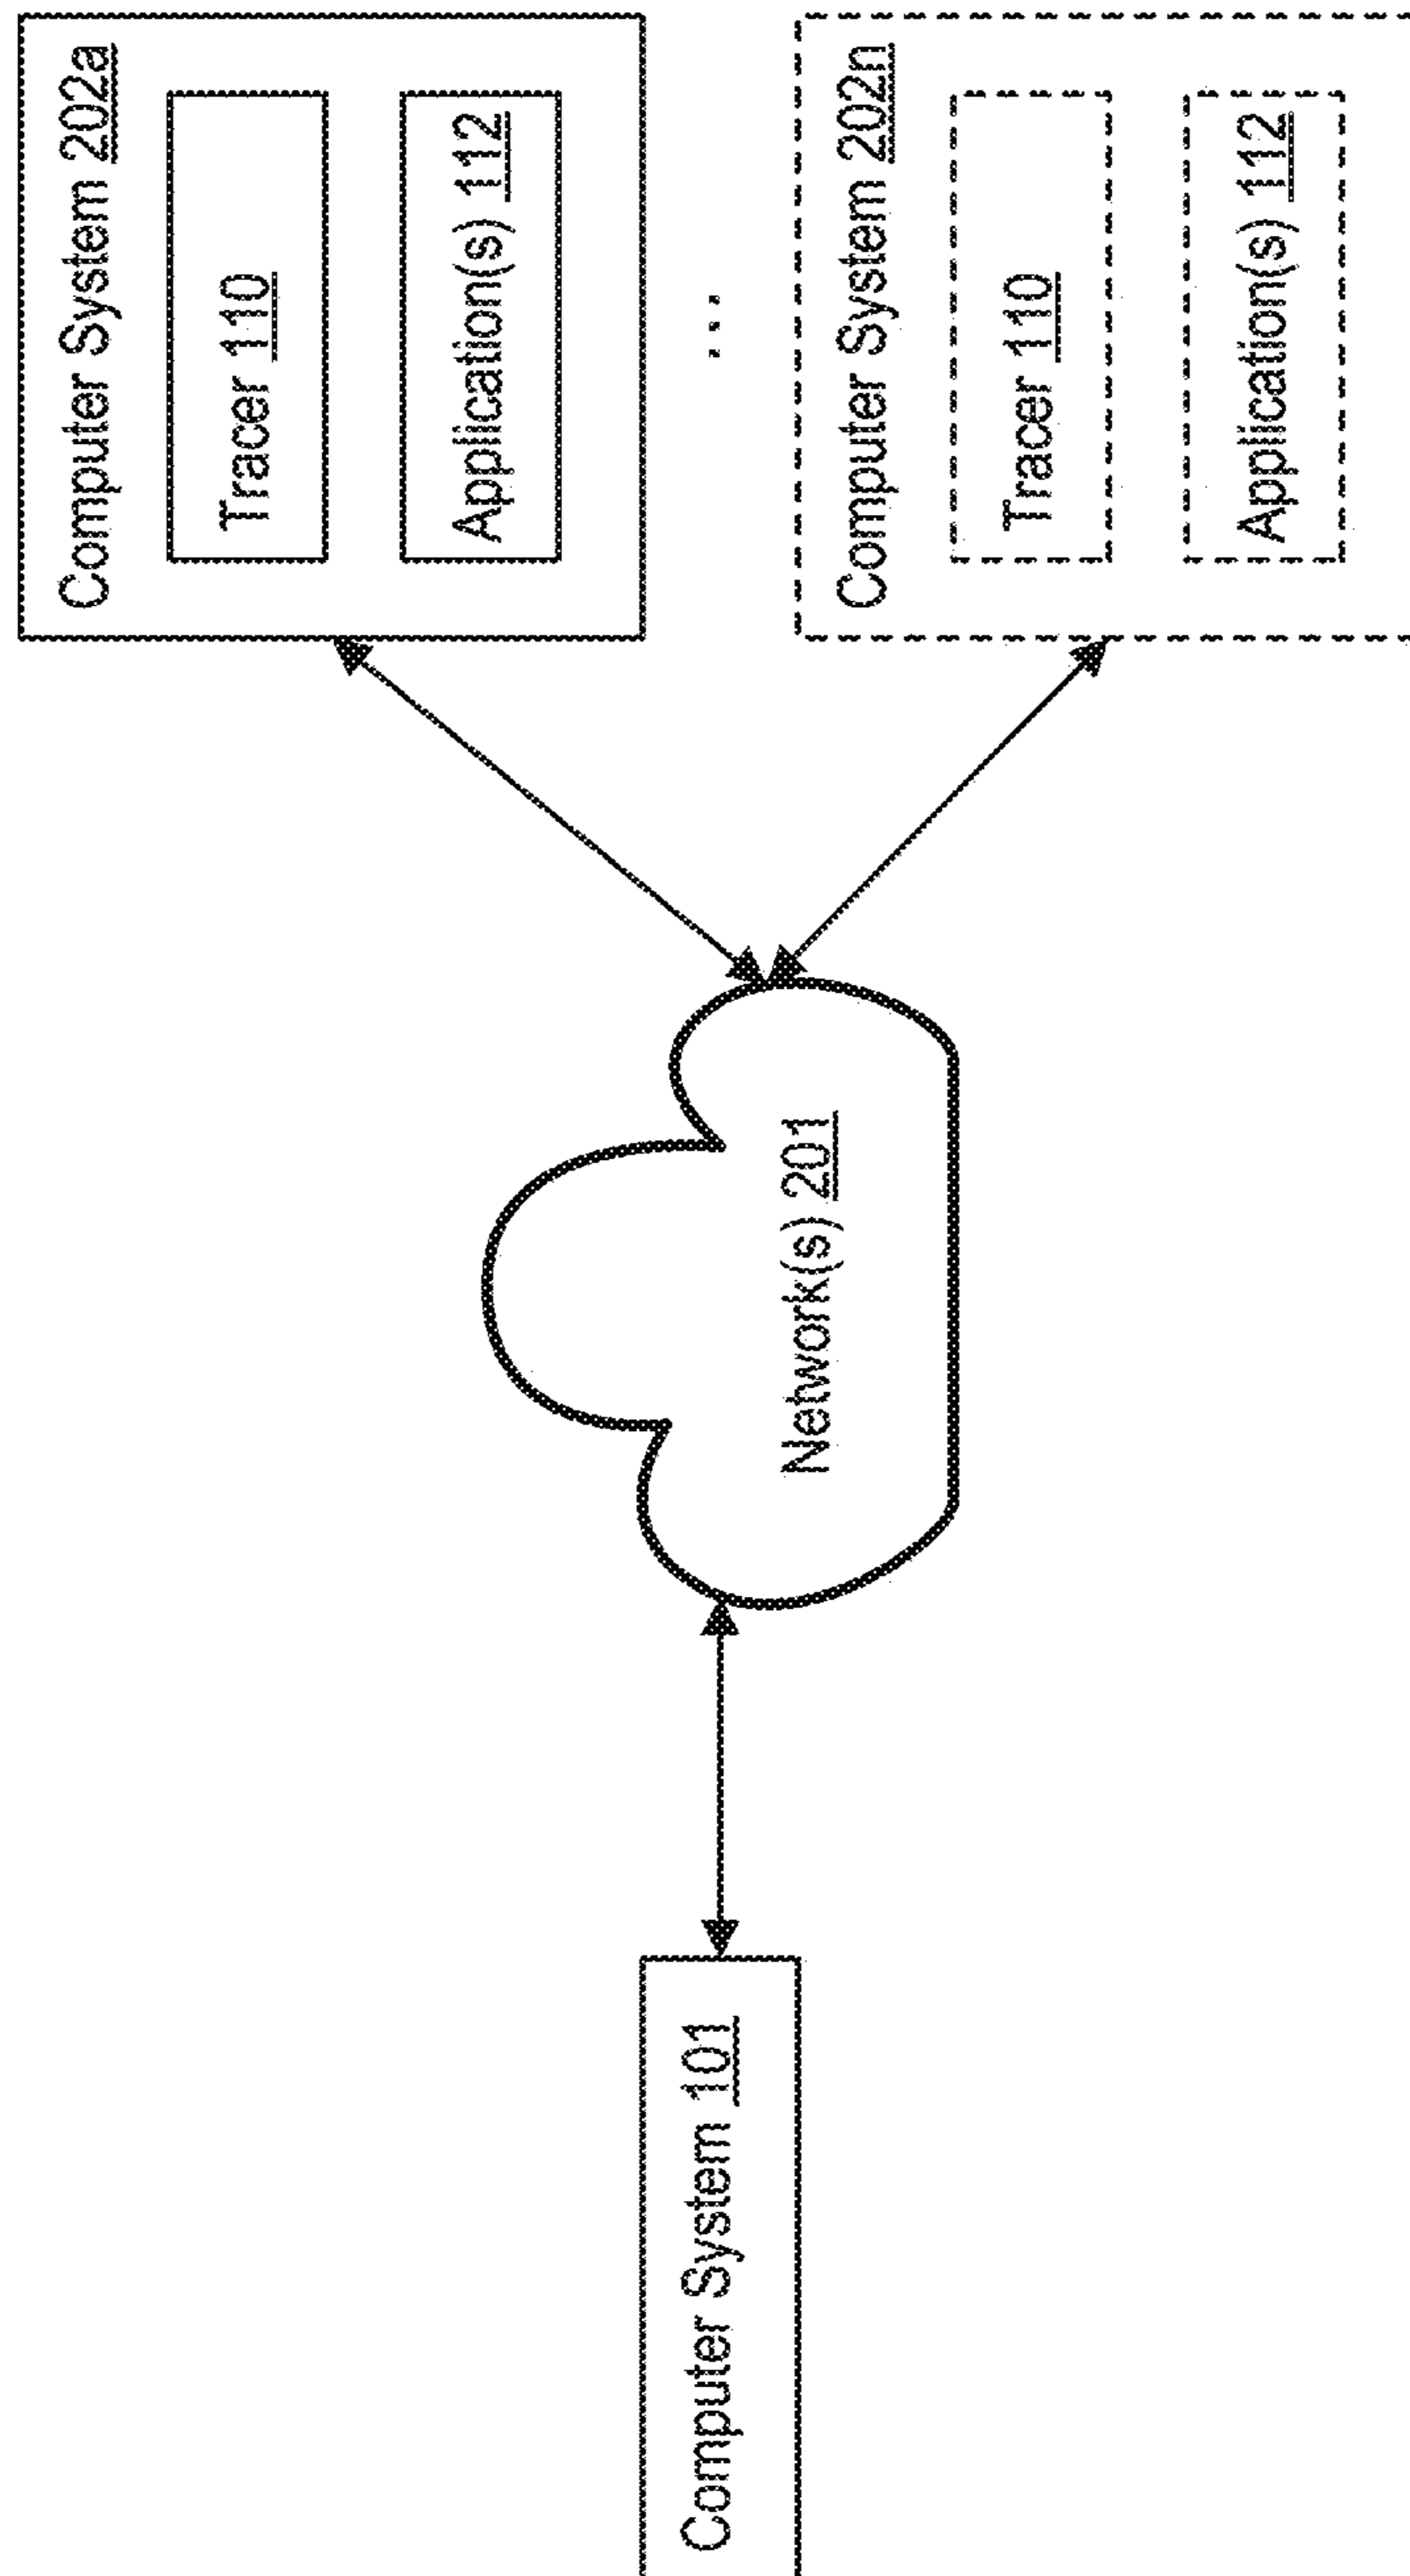 Computer System 101
Network(s) 201
Computer System 202a
Tracer 110
Application(s) 112
...
Computer System 202n
Tracer 110
Application(s) 112